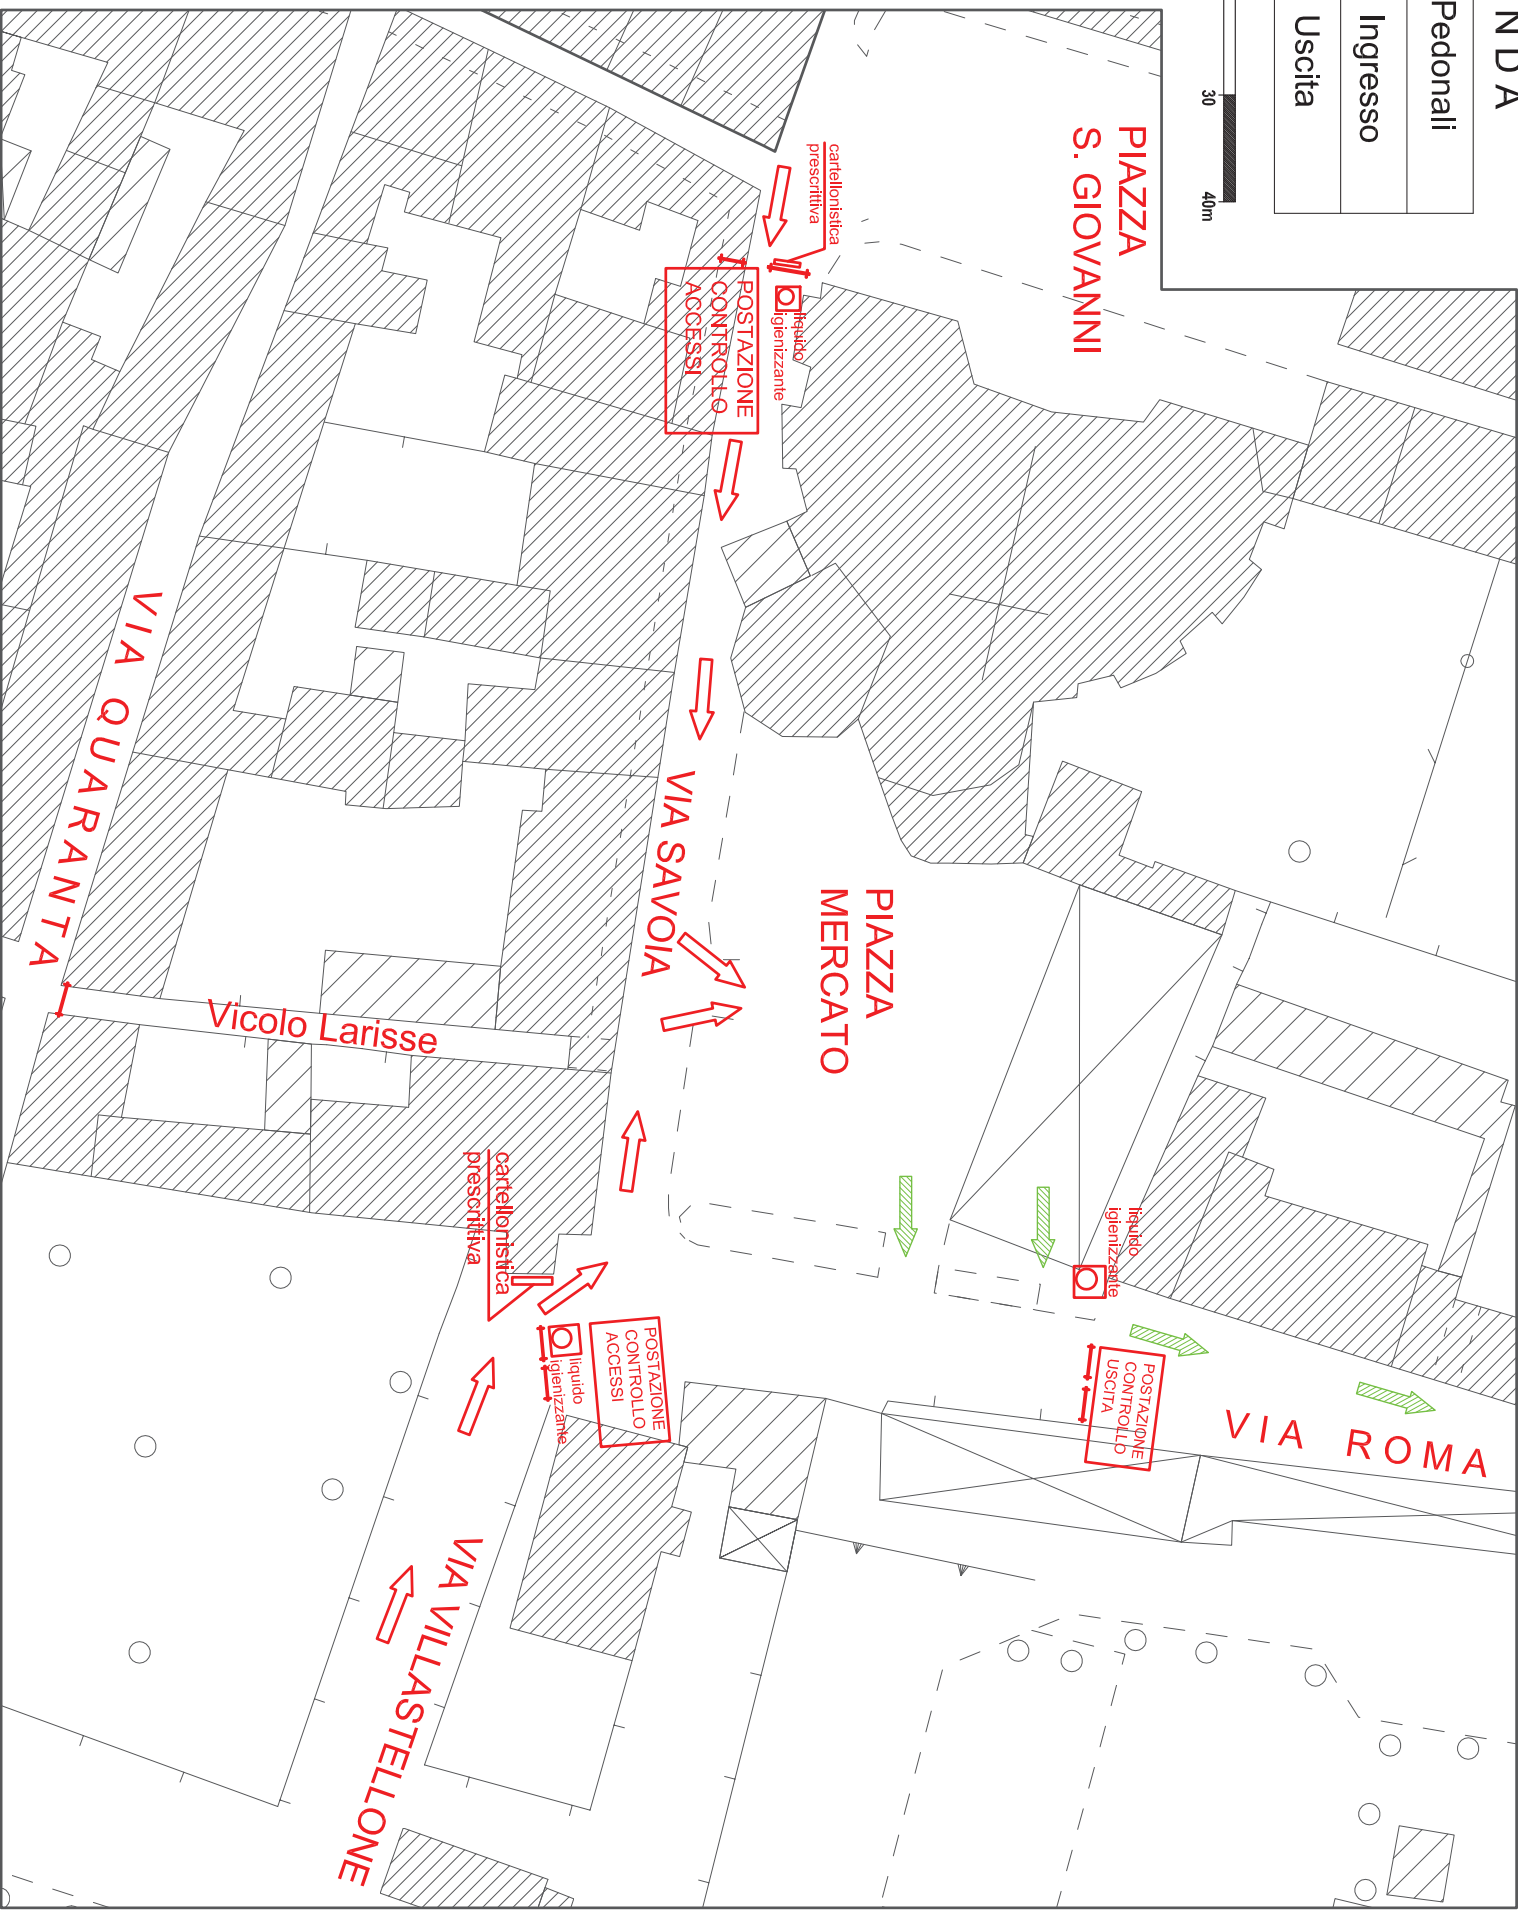 NDA
Pedonali
Ingresso
Uscita
30
40m
PIAZZA
S. GIOVANNI
cartellonistica
prescrittiva
liquido
igienizzante
POSTAZIONE
CONTROLLO
ACCESSI
VIA QUARANTA
VIA SAVOIA
PIAZZA
MERCATO
Vicolo Larisse
cartellonistica
prescrittiva
liquido
igienizzante
POSTAZIONE
CONTROLLO
ACCESSI
liquido
igienizzante
POSTAZIONE
CONTROLLO
USCITA
VIA ROMA
VIA VILLASTELLONE